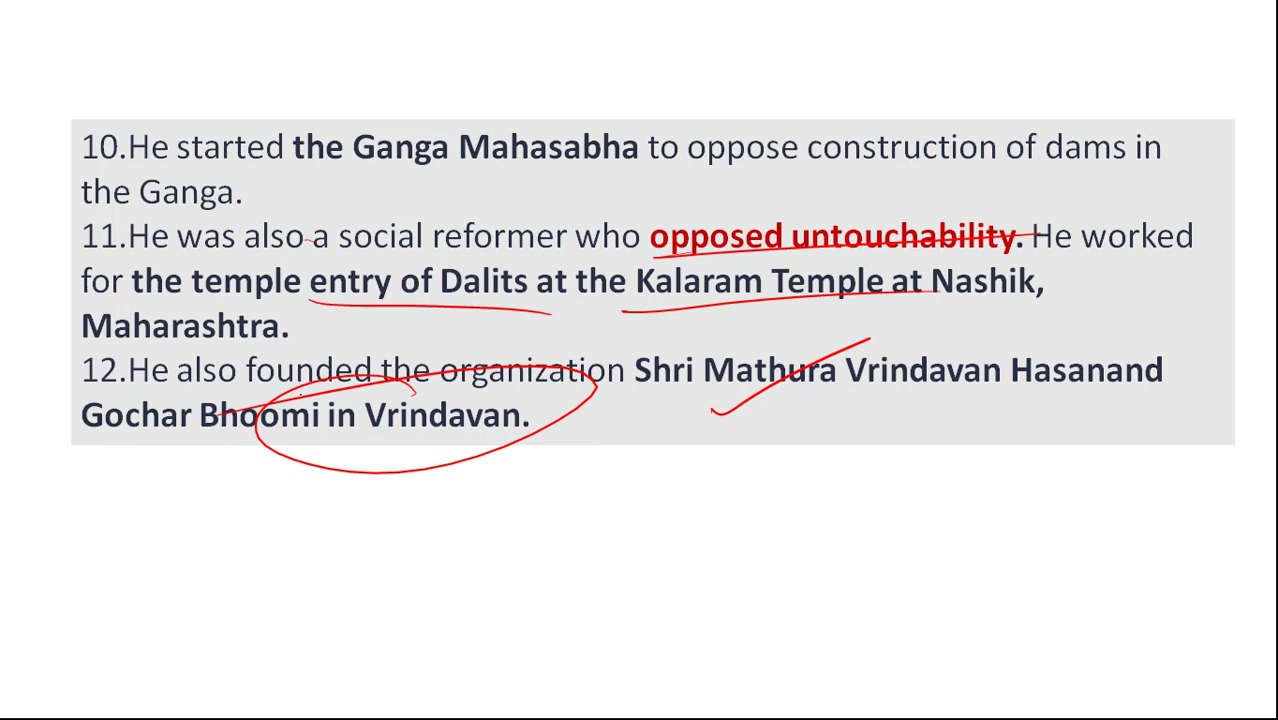 10.He started the Ganga Mahasabha to oppose construction of dams in
the Ganga.
11.He was also a social reformer who opposed untouchability. He worked
for the temple entry of Dalits at the Kalaram Temple at Nashik,
Maharashtra.
12.He also founded the organization Shri Mathura Vrindavan Hasanand
Gochar Bhoomi in Vrindavan.